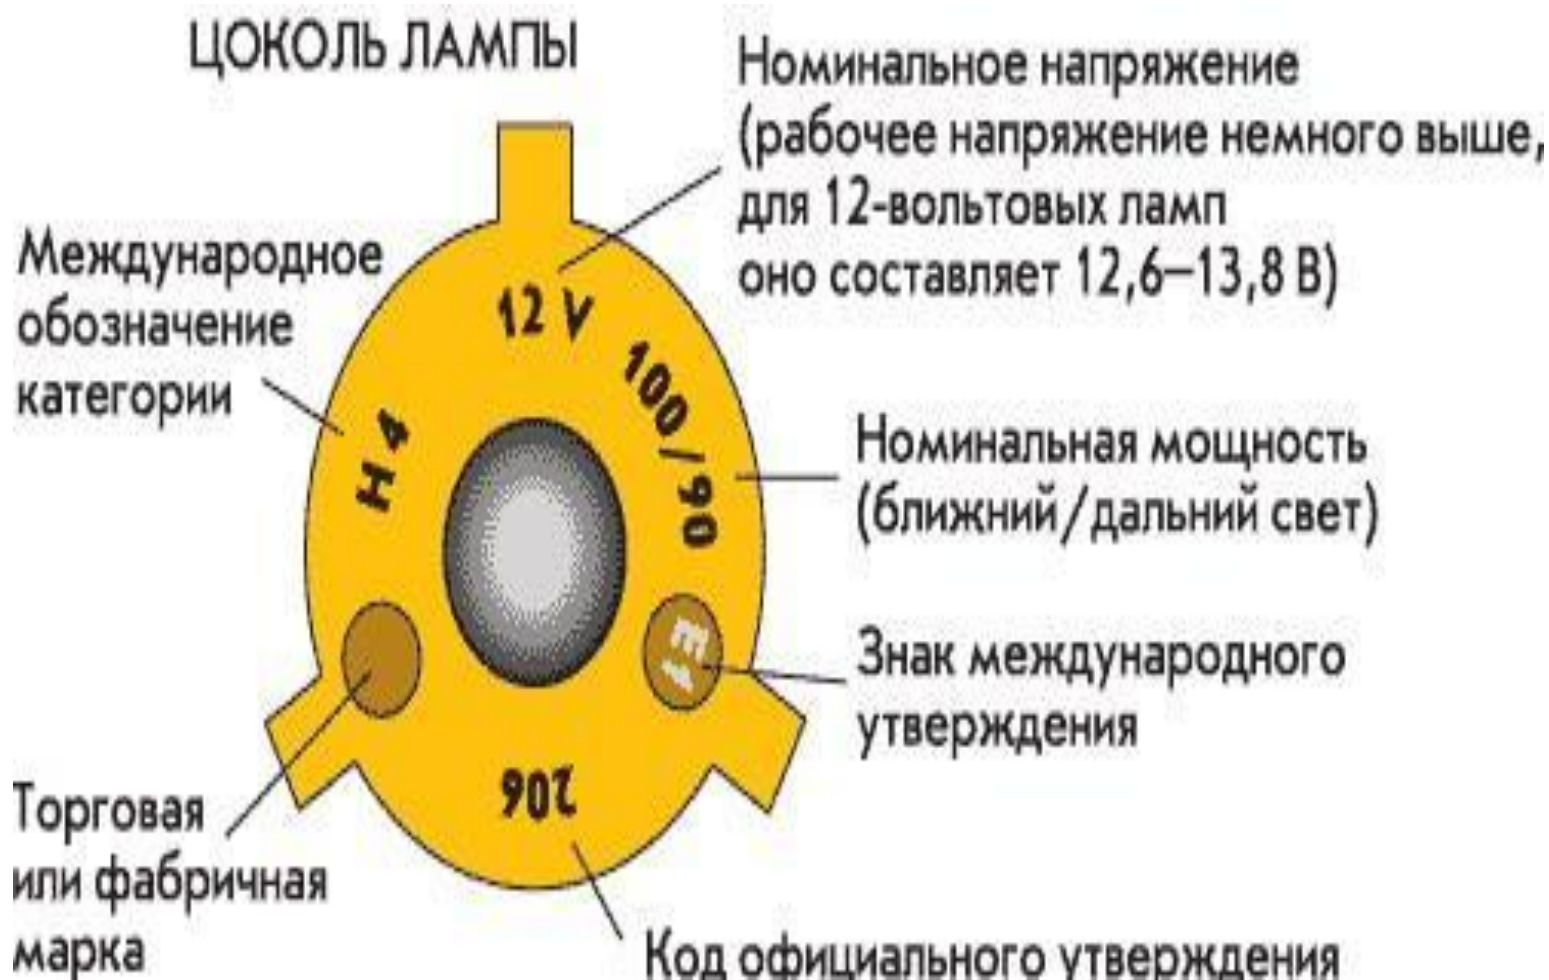 ЦОКОЛЬ ЛАМПЫ
Номинальное напряжение
(рабочее напряжение немного выше,
для 12-вольтовых ламп
оно составляет 12,6–13,8 В)
Международное
обозначение
категории
12 V
100/90
H4
Номинальная мощность
(ближний/дальний свет)
Знак международного
утверждения
E1
206
Торговая
или фабричная
марка
Код официального утверждения